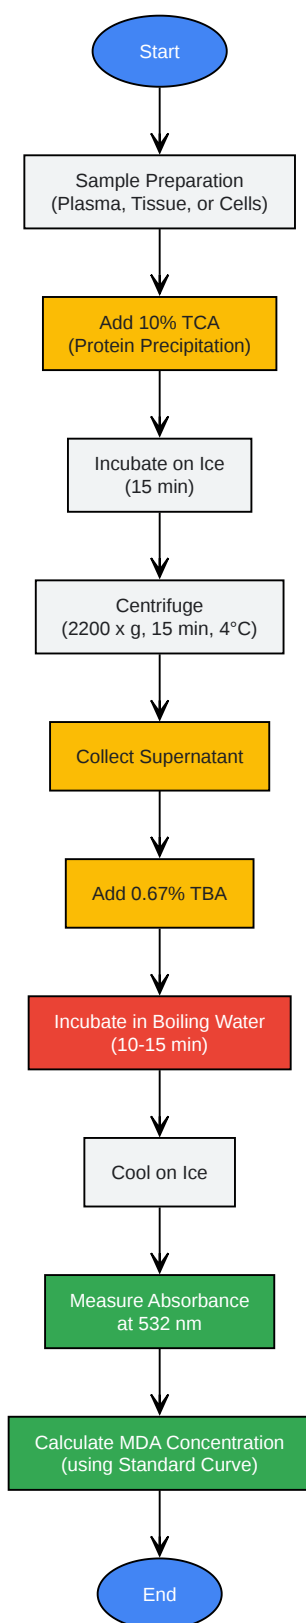 Start
Sample Preparation
(Plasma, Tissue, or Cells)
Add 10% TCA
(Protein Precipitation)
Incubate on Ice
(15 min)
Centrifuge
(2200 x g, 15 min, 4°C)
Collect Supernatant
Add 0.67% TBA
Incubate in Boiling Water
(10-15 min)
Cool on Ice
Measure Absorbance
at 532 nm
Calculate MDA Concentration
(using Standard Curve)
End